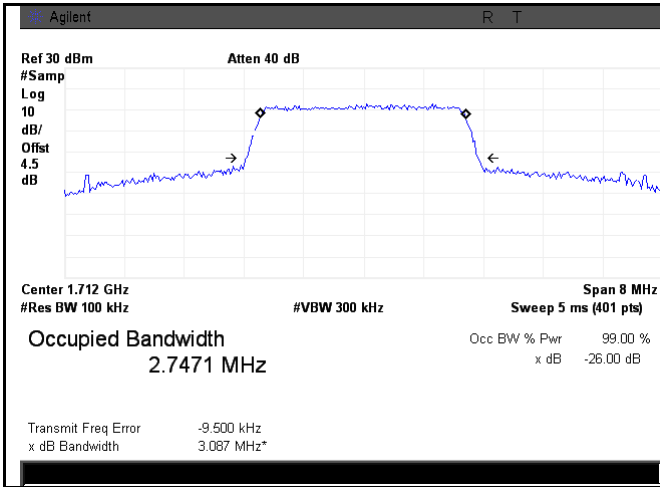 Agilent R T
Ref 30 dBm Atten 40 dB
#Samp
Log
10
dB/
Offst
4.5
dB
Center 1.712 GHz Span 8 MHz
#Res BW 100 kHz #VBW 300 kHz Sweep 5 ms (401 pts)
Occupied Bandwidth Occ BW % Pwr 99.00 %
2.7471 MHz x dB -26.00 dB
Transmit Freq Error -9.500 kHz
x dB Bandwidth 3.087 MHz*